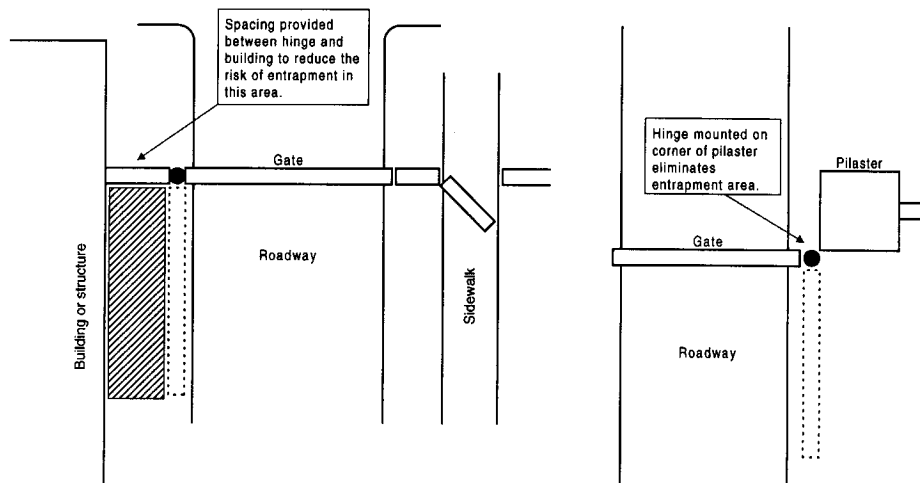 Spacing provided
between hinge and
building to reduce the
risk of entrapment in
this area.
Gate
Building or structure
Roadway
Sidewalk
Hinge mounted on
corner of pilaster
eliminates
entrapment area.
Pilaster
Gate
Roadway